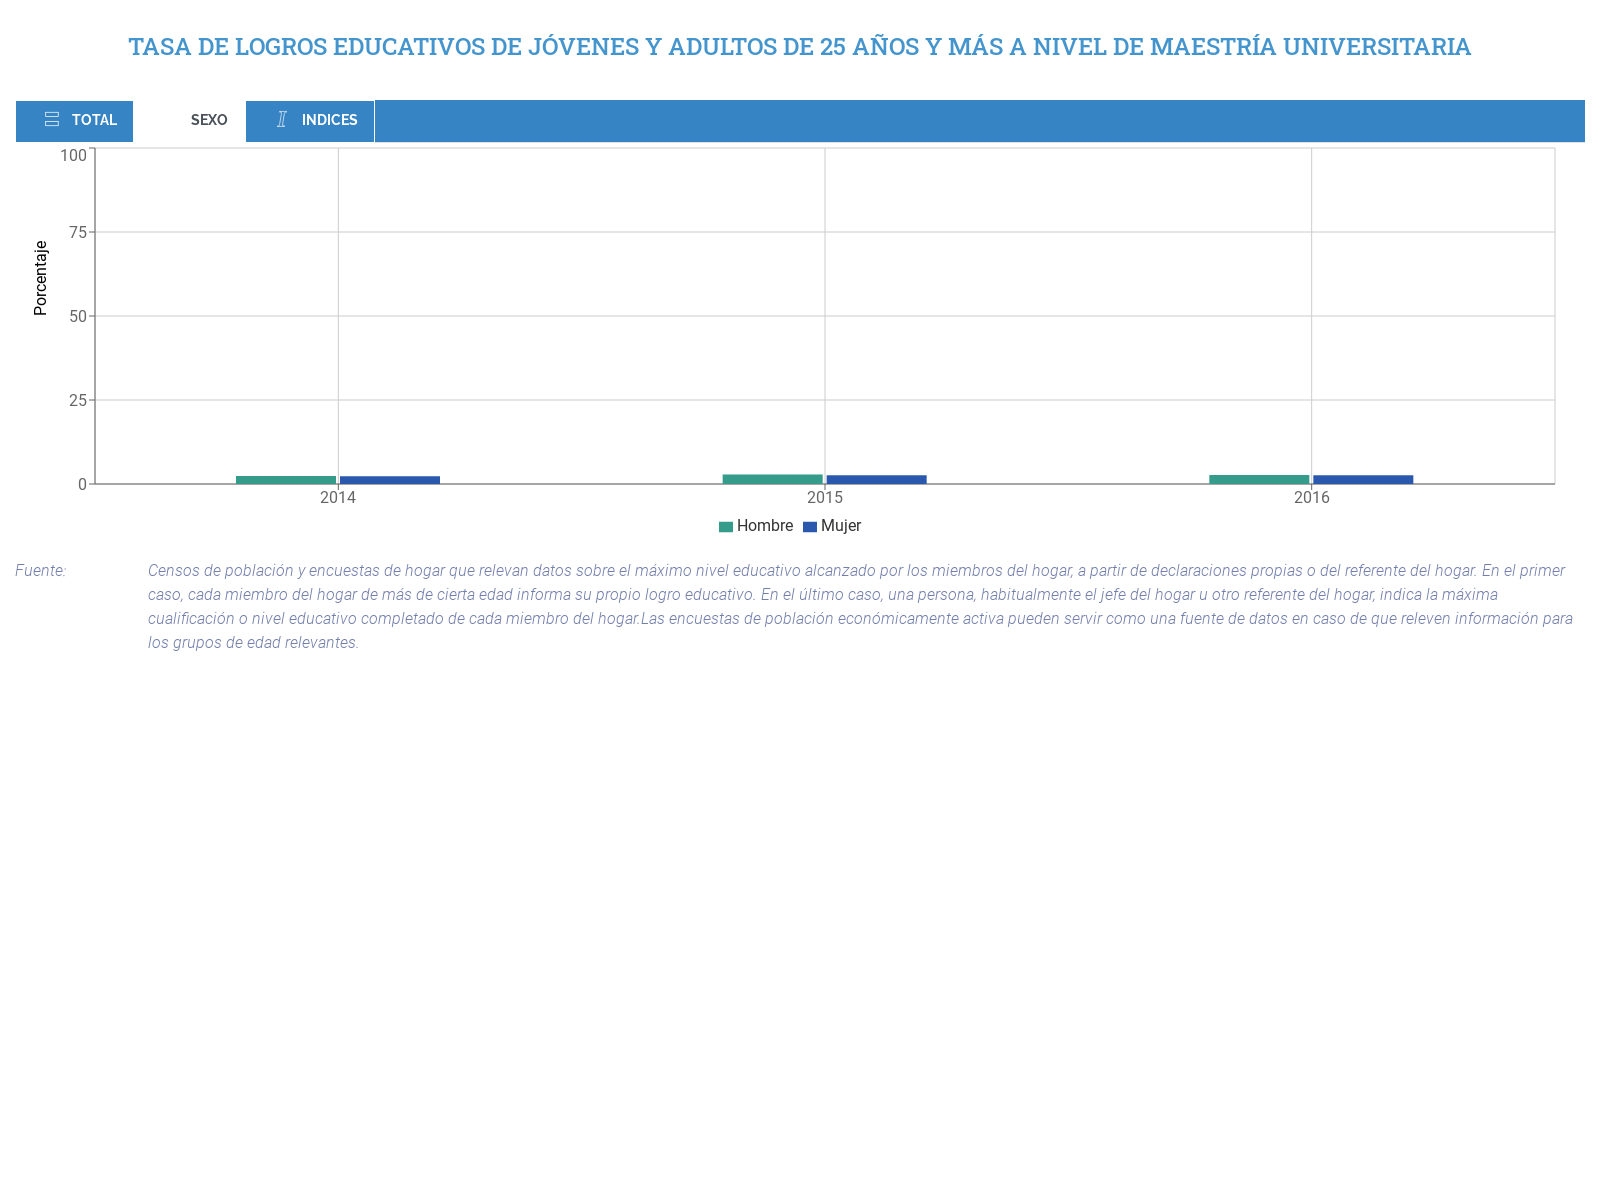 TASA DE LOGROS EDUCATIVOS DE JÓVENES Y ADULTOS DE 25 AÑOS Y MÁS A NIVEL DE MAESTRÍA UNIVERSITARIA
TOTAL
SEXO
INDICES
Porcentaje
100
75
50
25
0
2014
2015
2016
Hombre
Mujer
Fuente:
Censos de población y encuestas de hogar que relevan datos sobre el máximo nivel educativo alcanzado por los miembros del hogar, a partir de declaraciones propias o del referente del hogar. En el primer
caso, cada miembro del hogar de más de cierta edad informa su propio logro educativo. En el último caso, una persona, habitualmente el jefe del hogar u otro referente del hogar, indica la máxima
cualificación o nivel educativo completado de cada miembro del hogar.Las encuestas de población económicamente activa pueden servir como una fuente de datos en caso de que releven información para
los grupos de edad relevantes.